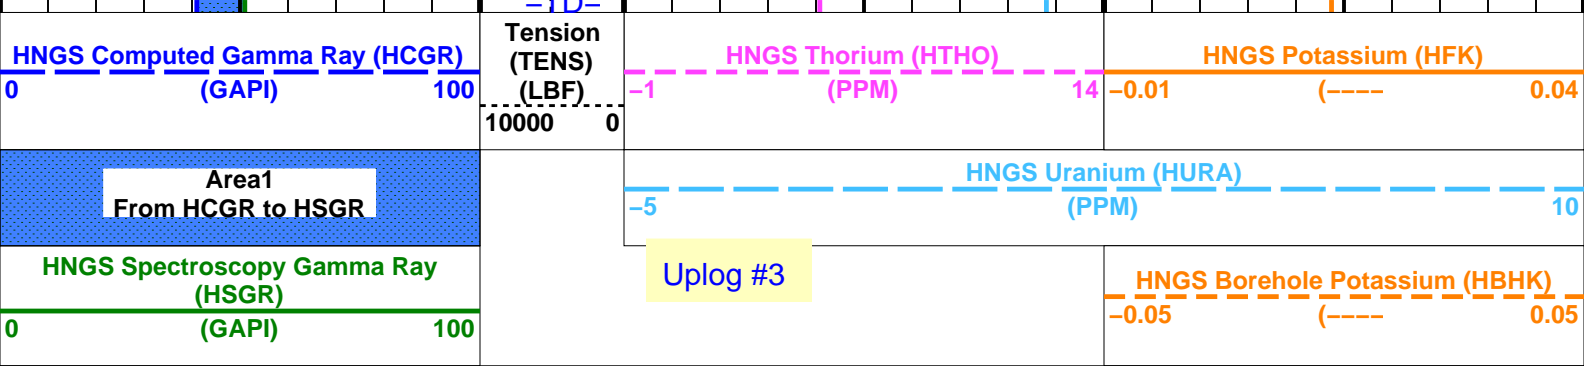 –TD–
HNGS Computed Gamma Ray (HCGR)
0 (GAPI) 100
Tension
(TENS)
(LBF)
10000 0
HNGS Thorium (HTHO)
–1 (PPM) 14
HNGS Potassium (HFK)
–0.01 (–––– 0.04
Area1
From HCGR to HSGR
HNGS Uranium (HURA)
–5 (PPM) 10
HNGS Spectroscopy Gamma Ray
(HSGR)
0 (GAPI) 100
Uplog #3
HNGS Borehole Potassium (HBHK)
–0.05 (–––– 0.05